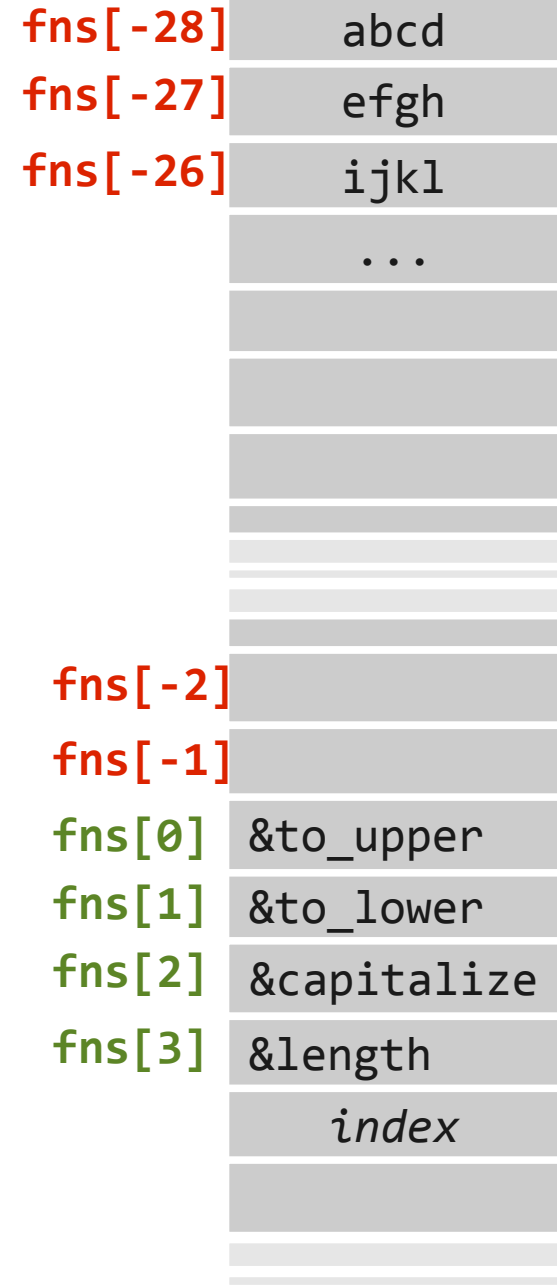 fns[-28] abcd
fns[-27] efgh
fns[-26] ijkl
...
fns[-2]
fns[-1]
fns[0] &to_upper
fns[1] &to_lower
fns[2] &capitalize
fns[3] &length
index